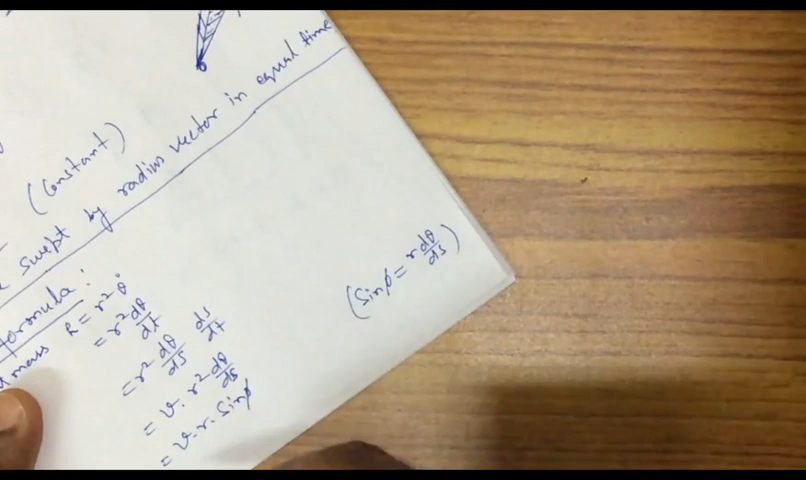 (Constant)
swept by radius vector in equal time
formula:
mass h = r² θ̇
= r² dθ/dt
= r² dθ/ds ds/dt
= v · r² dθ/ds
= v · r · Sinϕ
(Sinϕ = r dθ/ds)